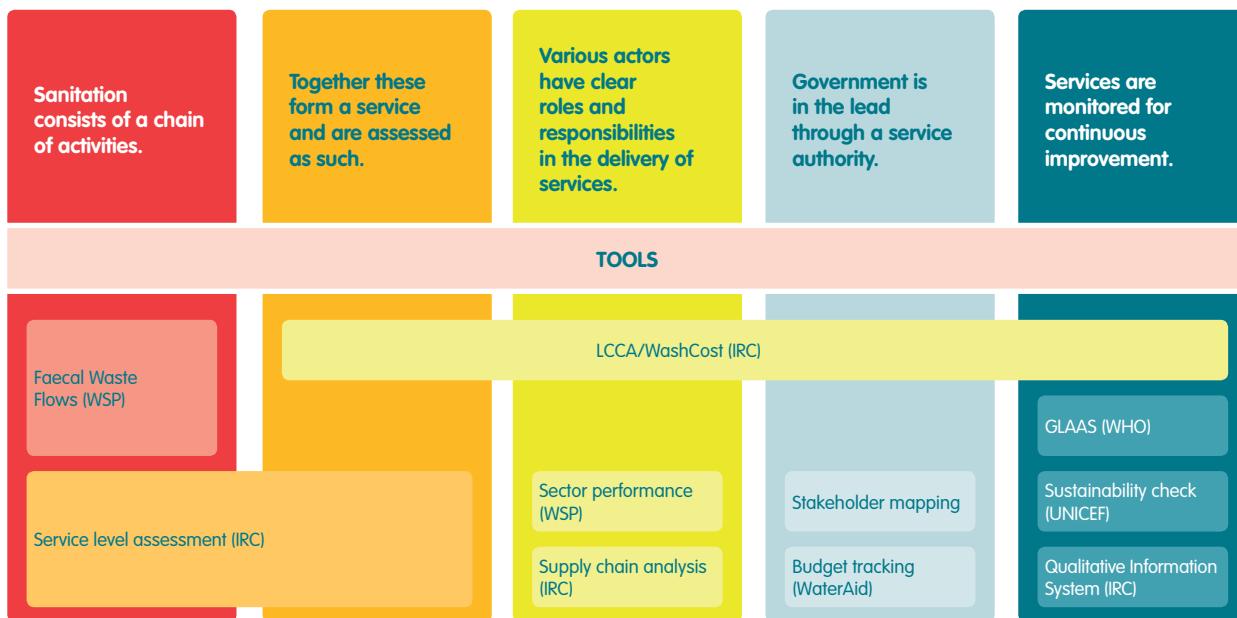 Sanitation
consists of a chain
of activities.
Together these
form a service
and are assessed
as such.
Various actors
have clear
roles and
responsibilities
in the delivery of
services.
Government is
in the lead
through a service
authority.
Services are
monitored for
continuous
improvement.
TOOLS
LCCA/WashCost (IRC)
Faecal Waste
Flows (WSP)
Service level assessment (IRC)
Sector performance
(WSP)
Supply chain analysis
(IRC)
Stakeholder mapping
Budget tracking
(WaterAid)
GLAAS (WHO)
Sustainability check
(UNICEF)
Qualitative Information
System (IRC)